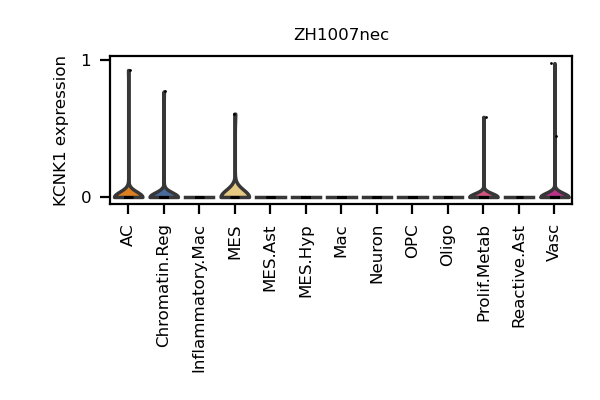 ZH1007nec
KCNK1 expression
1
0
AC
Chromatin.Reg
Inflammatory.Mac
MES
MES.Ast
MES.Hyp
Mac
Neuron
OPC
Oligo
Prolif.Metab
Reactive.Ast
Vasc